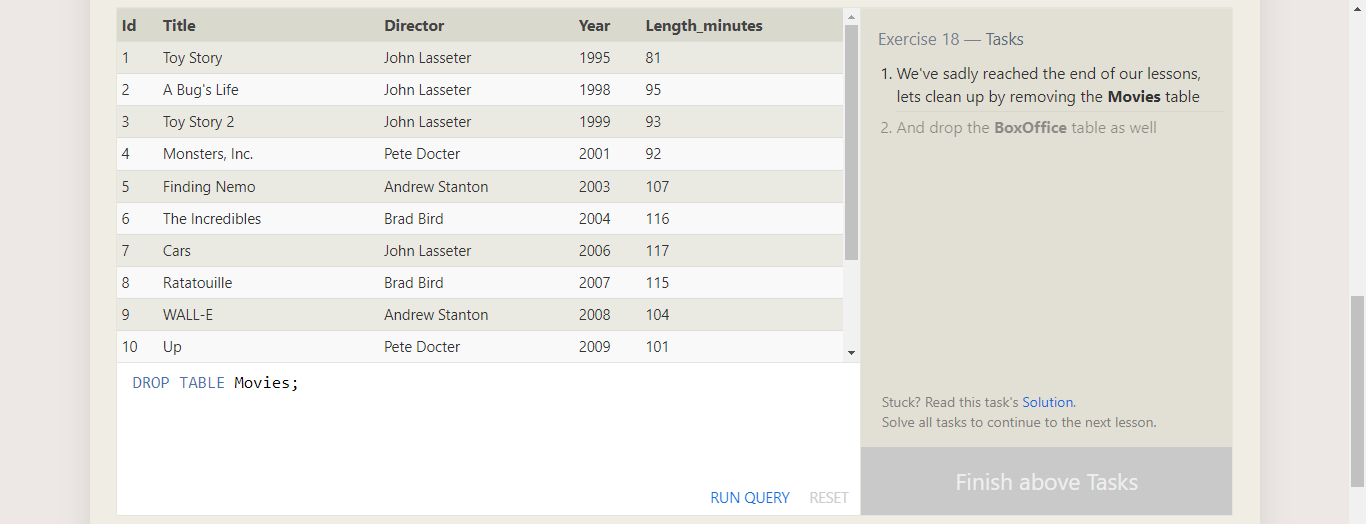 Id Title Director Year Length_minutes
1 Toy Story John Lasseter 1995 81
2 A Bug's Life John Lasseter 1998 95
3 Toy Story 2 John Lasseter 1999 93
4 Monsters, Inc. Pete Docter 2001 92
5 Finding Nemo Andrew Stanton 2003 107
6 The Incredibles Brad Bird 2004 116
7 Cars John Lasseter 2006 117
8 Ratatouille Brad Bird 2007 115
9 WALL-E Andrew Stanton 2008 104
10 Up Pete Docter 2009 101
DROP TABLE Movies;
RUN QUERY RESET
Exercise 18 — Tasks
1. We've sadly reached the end of our lessons,
lets clean up by removing the Movies table
2. And drop the BoxOffice table as well
Stuck? Read this task's Solution.
Solve all tasks to continue to the next lesson.
Finish above Tasks